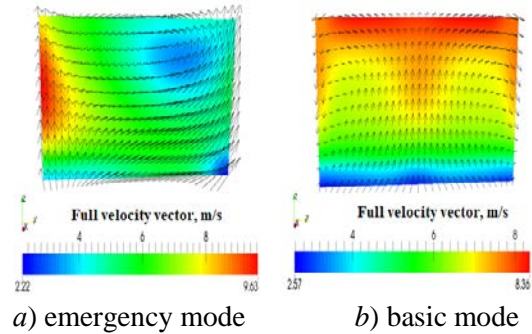 Full velocity vector, m/s
4 6 8
2.22 9.63
a) emergency mode
Full velocity vector, m/s
4 6 8
2.57 8.36
b) basic mode